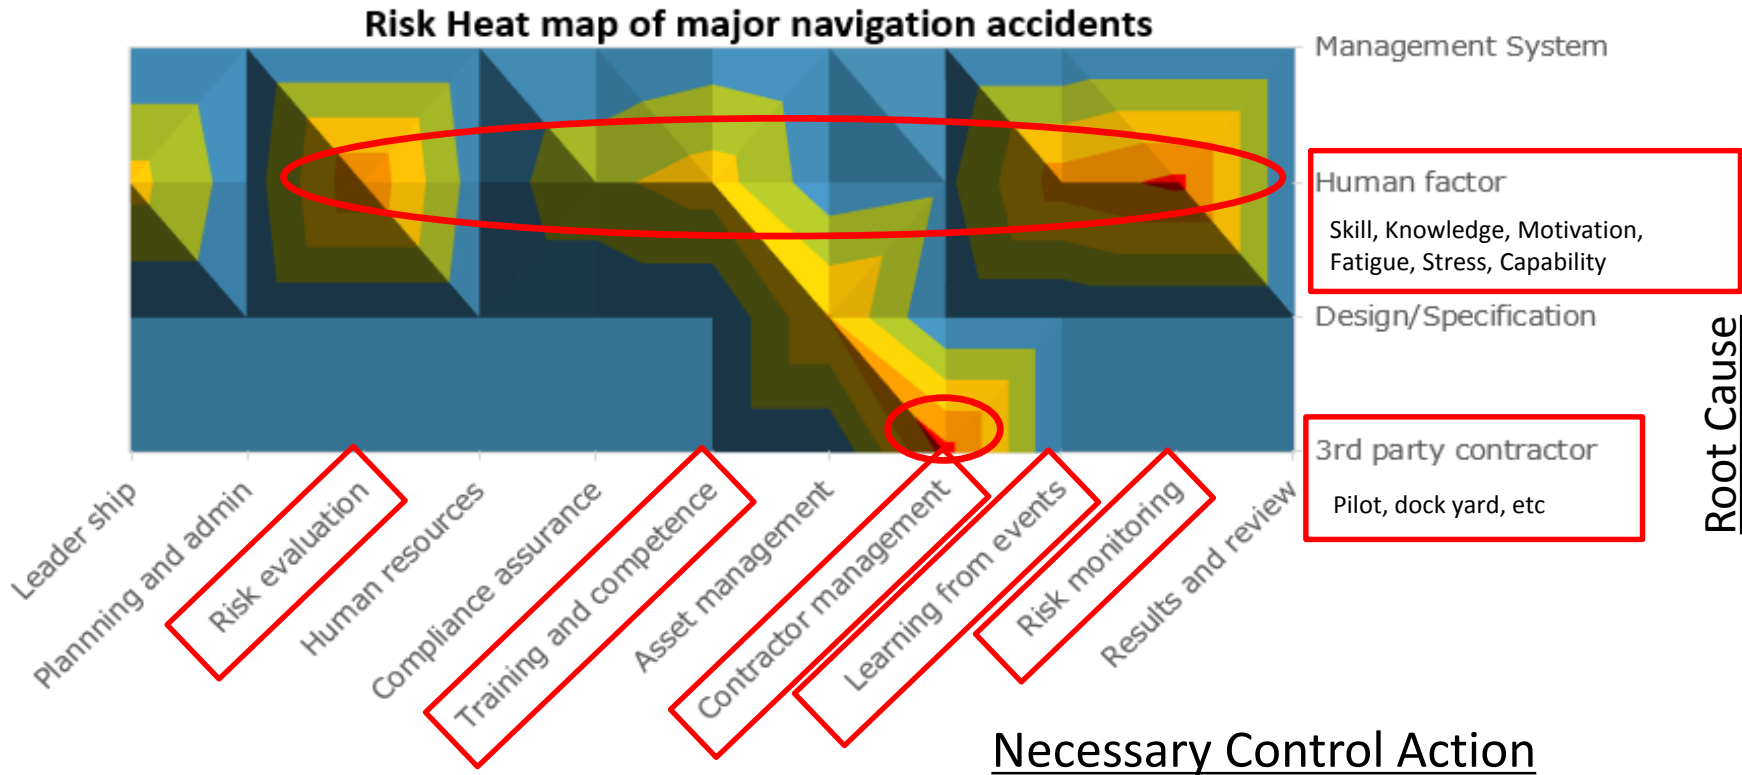 Risk Heat map of major navigation accidents
Management System
Human factor
Skill, Knowledge, Motivation,
Fatigue, Stress, Capability
Design/Specification
3rd party contractor
Pilot, dock yard, etc
Root Cause
Leader ship
Plannning and admin
Risk evaluation
Human resources
Compliance assurance
Training and competence
Asset management
Contractor management
Learning from events
Risk monitoring
Results and review
Necessary Control Action